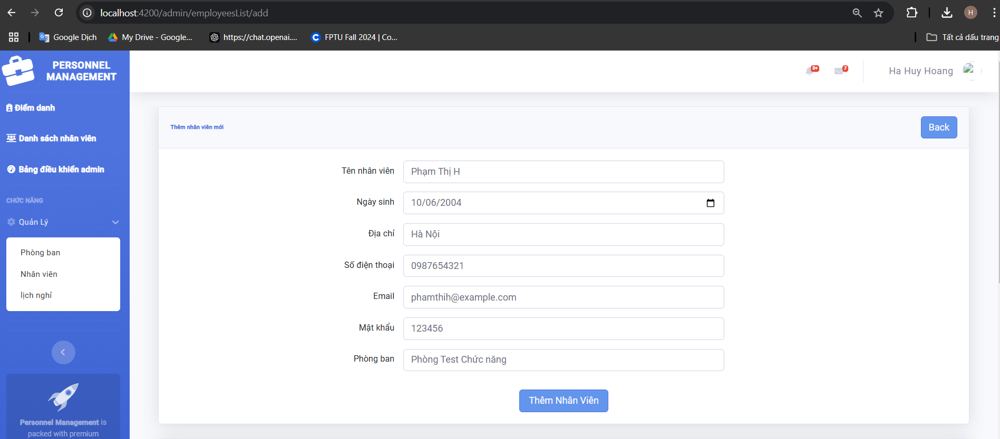 localhost:4200/admin/employeesList/add
Google Dịch
My Drive - Google...
https://chat.openai....
FPTU Fall 2024 | Co...
Tất cả dấu trang
H
PERSONNEL
MANAGEMENT
3+
7
Ha Huy Hoang
Điểm danh
Danh sách nhân viên
Bảng điều khiển admin
CHỨC NĂNG
Quản Lý
Phòng ban
Nhân viên
lịch nghỉ
Personnel Management is
packed with premium
Thêm nhân viên mới
Back
Tên nhân viên Phạm Thị H
Ngày sinh 10/06/2004
Địa chỉ Hà Nội
Số điện thoại 0987654321
Email phamthih@example.com
Mật khẩu 123456
Phòng ban Phòng Test Chức năng
Thêm Nhân Viên